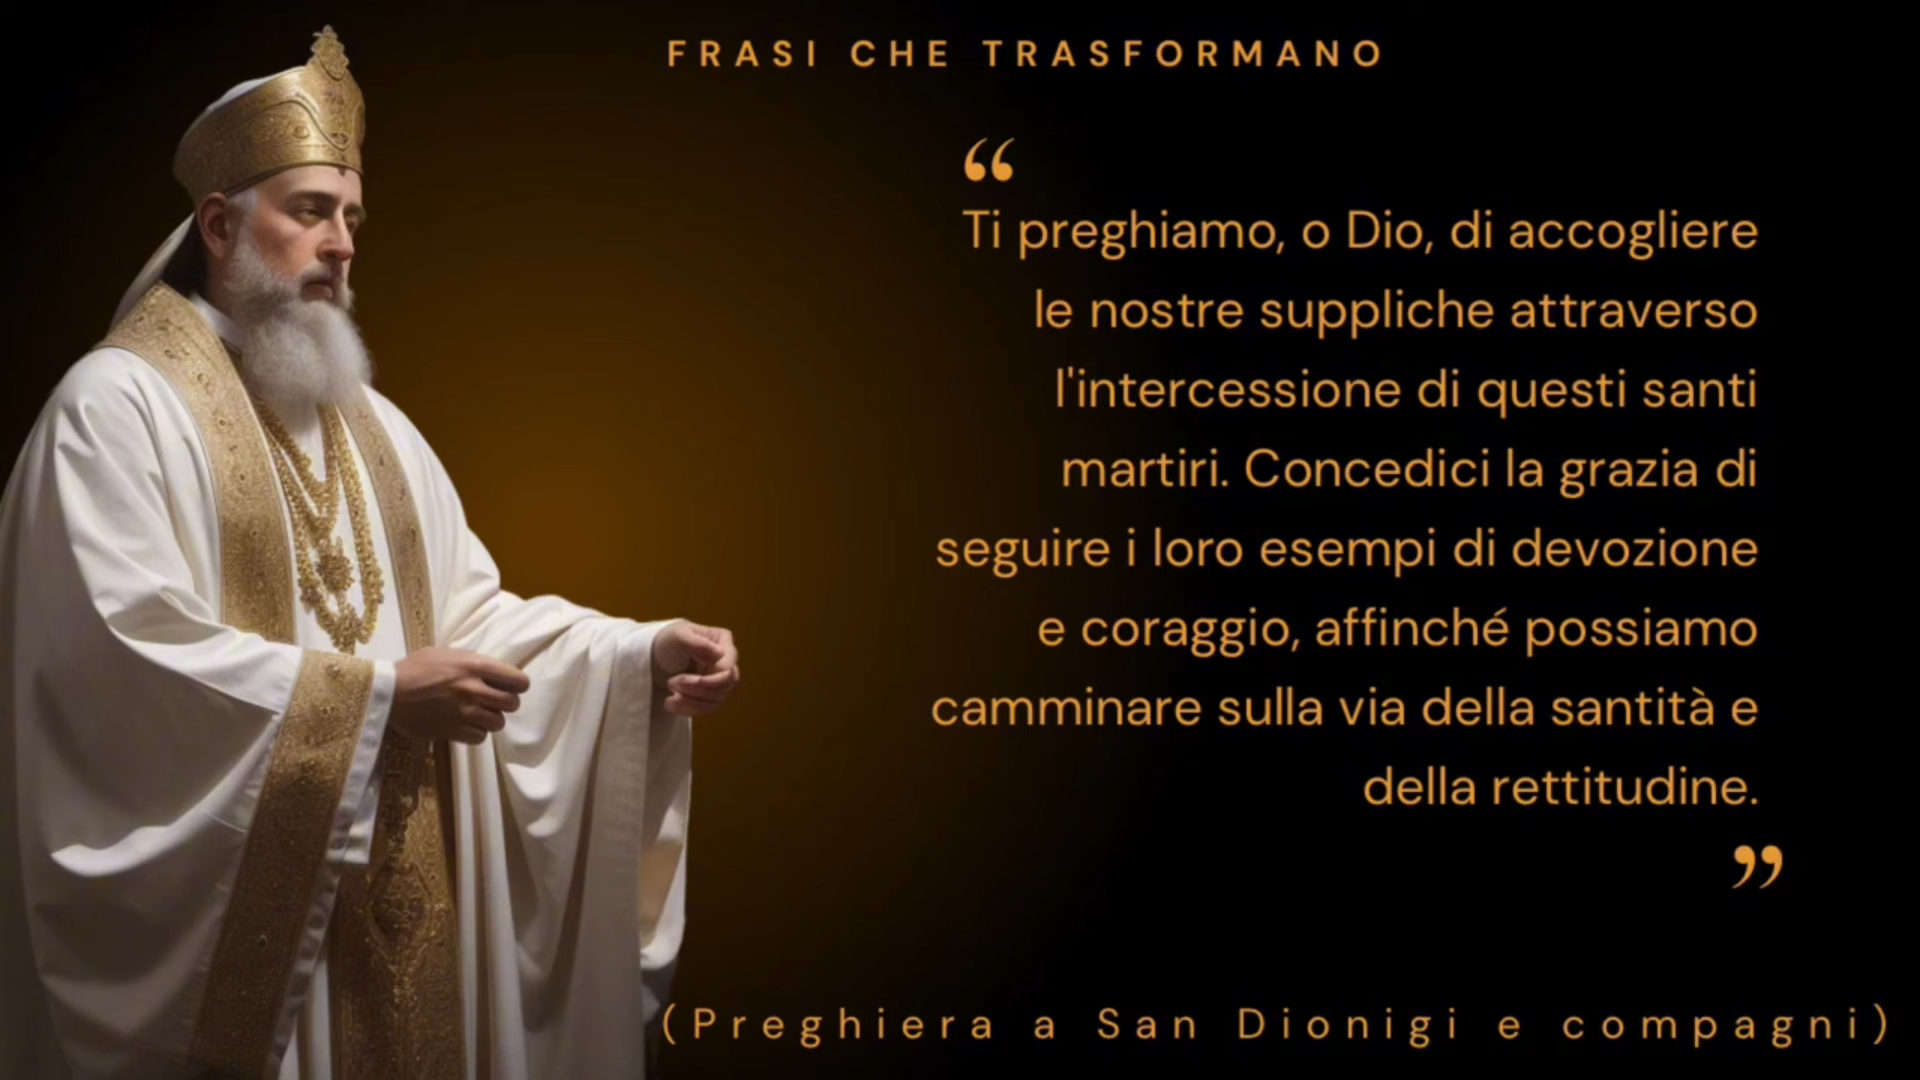 FRASI CHE TRASFORMANO
“
Ti preghiamo, o Dio, di accogliere
le nostre suppliche attraverso
l'intercessione di questi santi
martiri. Concedici la grazia di
seguire i loro esempi di devozione
e coraggio, affinché possiamo
camminare sulla via della santità e
della rettitudine.
”
(Preghiera a San Dionigi e compagni)